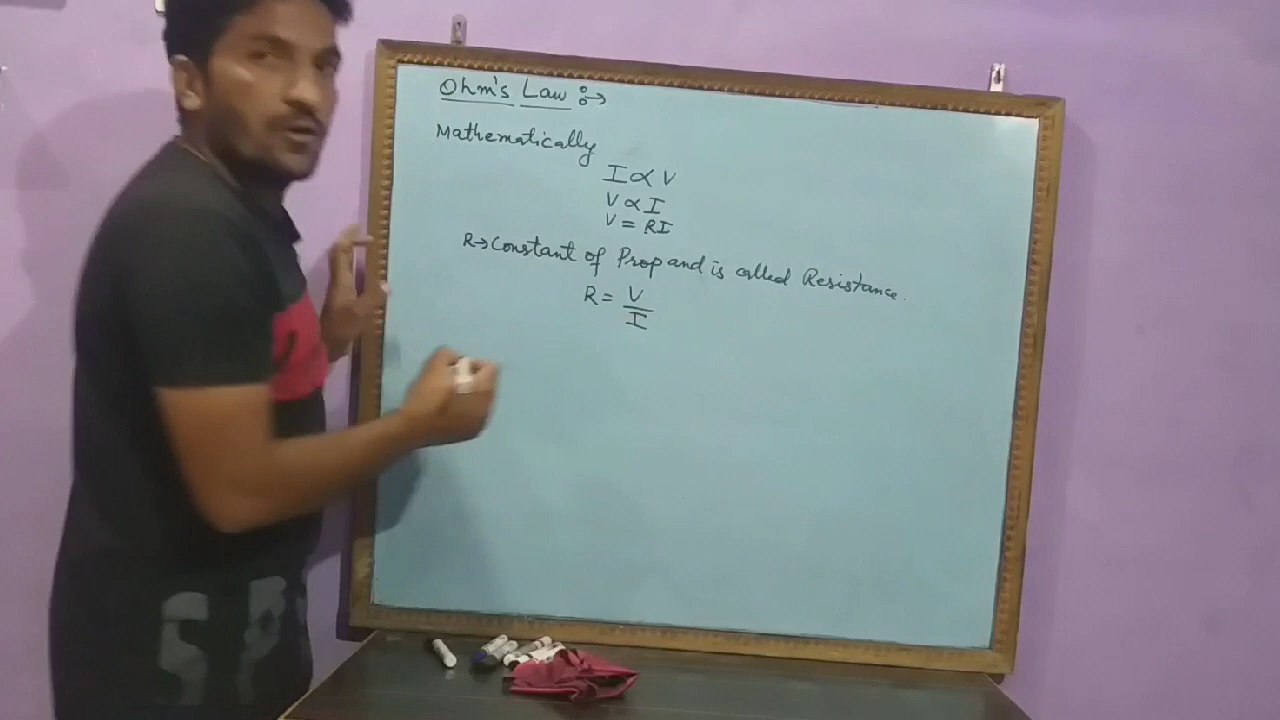 Ohm's Law :→
Mathematically
I ∝ V
V ∝ I
V = RI
R→Constant of Prop and is called Resistance.
R = V/I